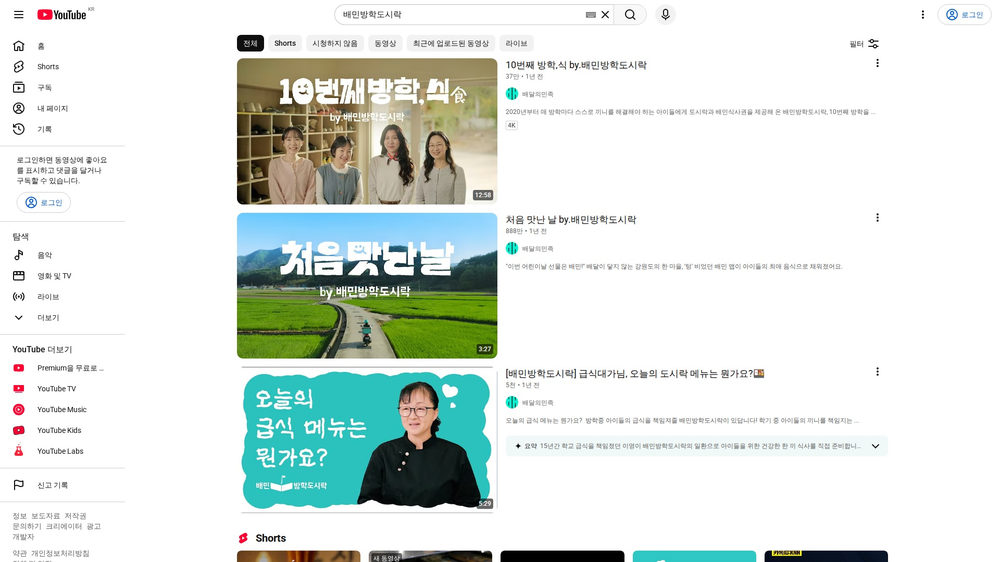 YouTube KR
배민방학도시락
로그인
홈
Shorts
구독
내 페이지
기록
로그인하면 동영상에 좋아요
를 표시하고 댓글을 달거나
구독할 수 있습니다.
로그인
탐색
음악
영화 및 TV
라이브
더보기
YouTube 더보기
Premium을 무료로 ...
YouTube TV
YouTube Music
YouTube Kids
YouTube Labs
신고 기록
정보 보도자료 저작권
문의하기 크리에이터 광고
개발자
약관 개인정보처리방침
전체 Shorts 시청하지 않음 동영상 최근에 업로드된 동영상 라이브
필터
10번째 방학,식食
by.배민방학도시락
12:58
10번째 방학,식 by.배민방학도시락
37만 • 1년 전
배달의민족
2020년부터 매 방학마다 스스로 끼니를 해결해야 하는 아이들에게 도시락과 배민식사권을 제공해 온 배민방학도시락, 10번째 방학을 ...
4K
처음 맛난 날
by.배민방학도시락
3:27
처음 맛난 날 by.배민방학도시락
888만 • 1년 전
배달의민족
"이번 어린이날 선물은 배민!" 배달이 닿지 않는 강원도의 한 마을, '텅' 비었던 배민 앱이 아이들의 최애 음식으로 채워졌어요.
오늘의
급식 메뉴는
뭔가요?
배민 방학도시락
5:29
[배민방학도시락] 급식대가님, 오늘의 도시락 메뉴는 뭔가요?🍱
5천 • 1년 전
배달의민족
오늘의 급식 메뉴는 뭔가요? 방학중 아이들의 급식을 책임져줄 배민방학도시락이 있답니다! 학기 중 아이들의 끼니를 책임지는 ...
요약 15년간 학교 급식을 책임졌던 이영이 배민방학도시락의 일환으로 아이들을 위한 건강한 한 끼 식사를 직접 준비합니...
Shorts
새 동영상